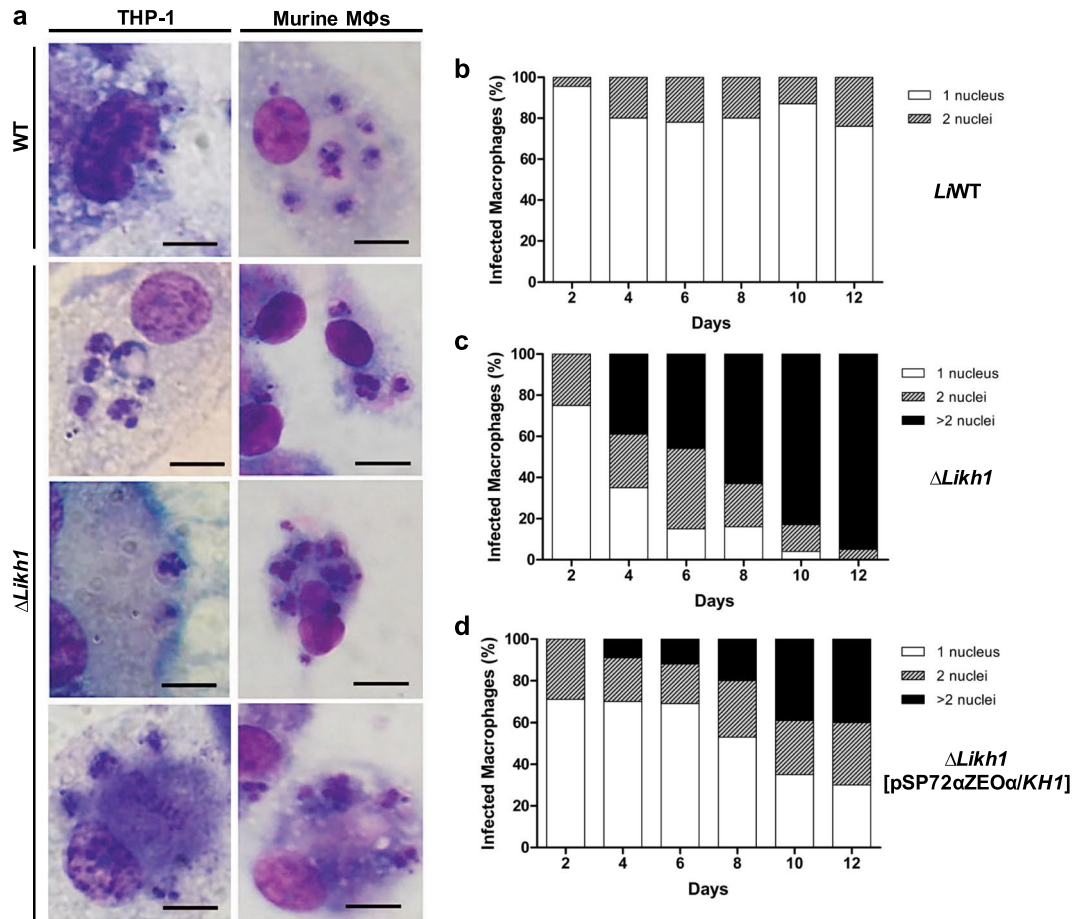 a
THP-1
Murine MΦs
WT
ΔLikh1
b
Infected Macrophages (%)
100
80
60
40
20
0
2 4 6 8 10 12
Days
1 nucleus
2 nuclei
LiWT
c
Infected Macrophages (%)
100
80
60
40
20
0
2 4 6 8 10 12
Days
1 nucleus
2 nuclei
>2 nuclei
ΔLikh1
d
Infected Macrophages (%)
100
80
60
40
20
0
2 4 6 8 10 12
Days
1 nucleus
2 nuclei
>2 nuclei
ΔLikh1
[pSP72αZEOα/KH1]